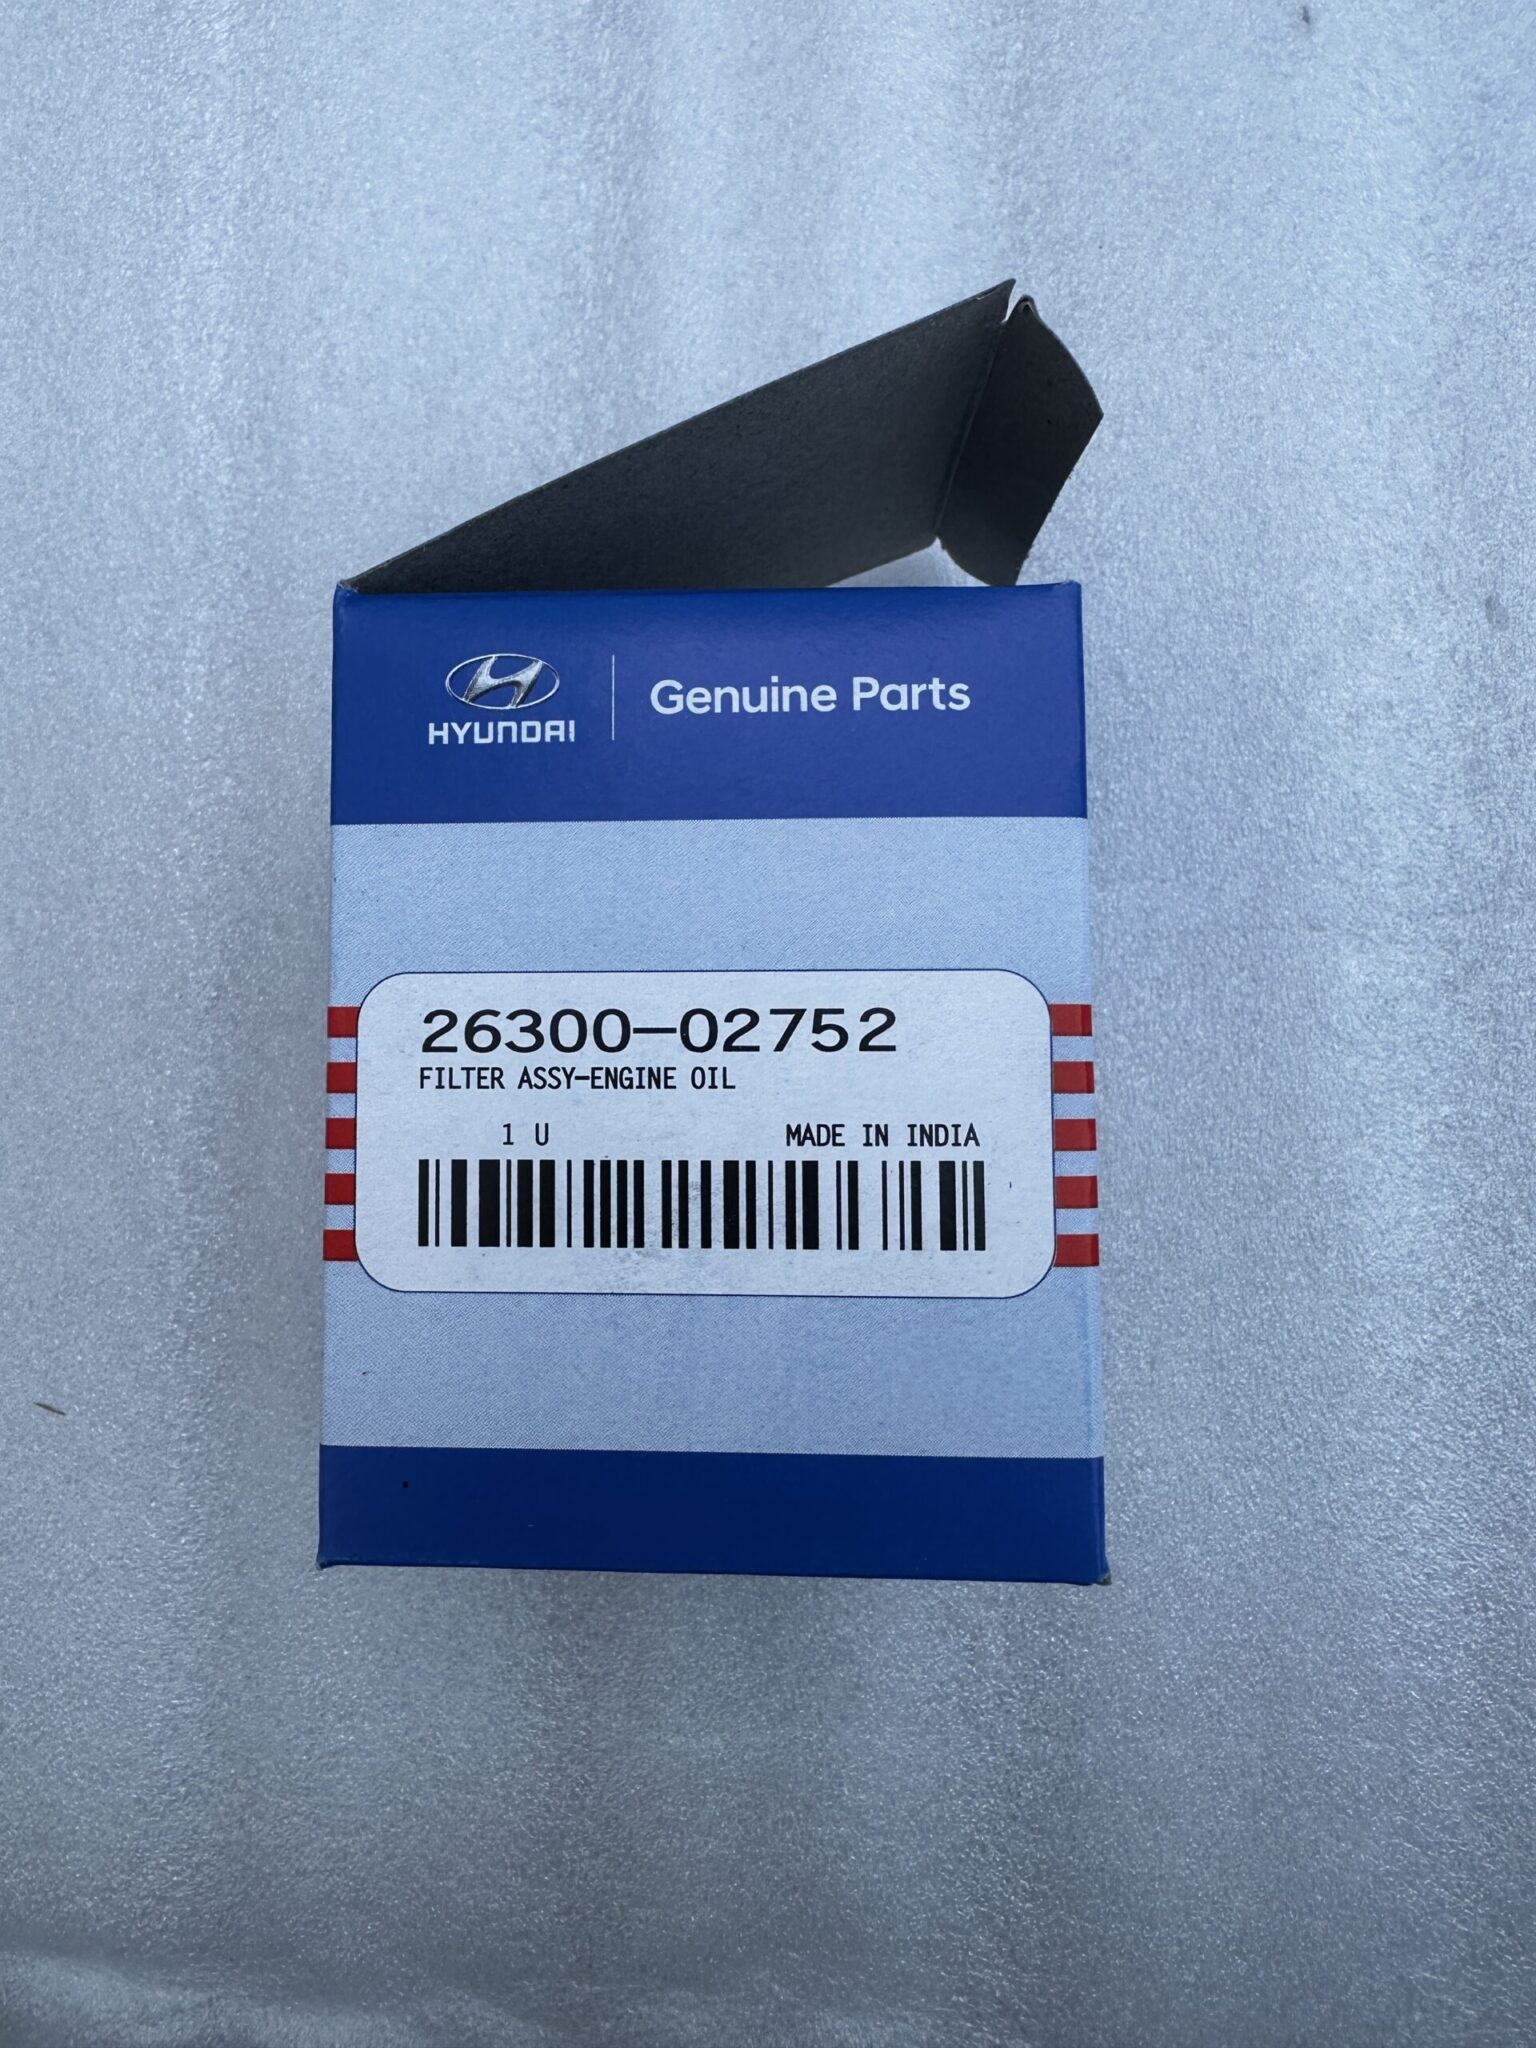 HYUNDAI
Genuine Parts
26300-02752
FILTER ASSY-ENGINE OIL
1 U MADE IN INDIA